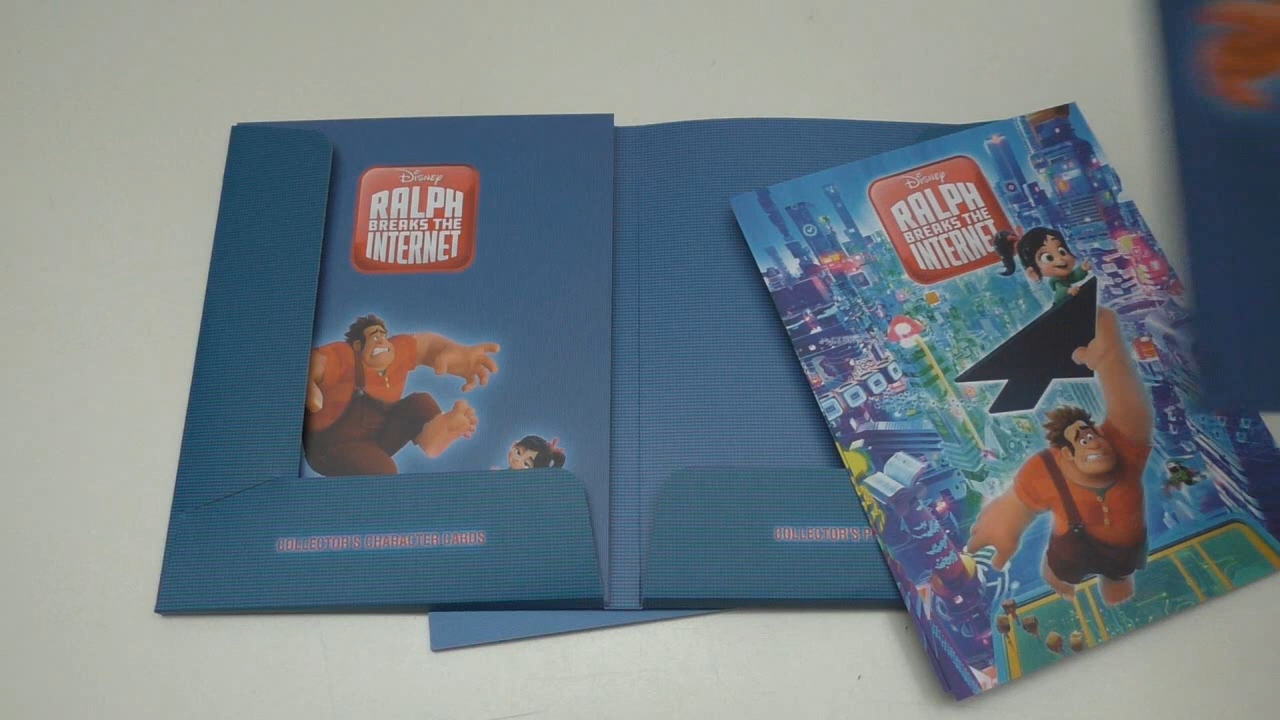 Disney
RALPH
BREAKS THE
INTERNET
COLLECTOR'S CHARACTER CARDS
COLLECTOR'S
Disney
RALPH
BREAKS THE
INTERNET